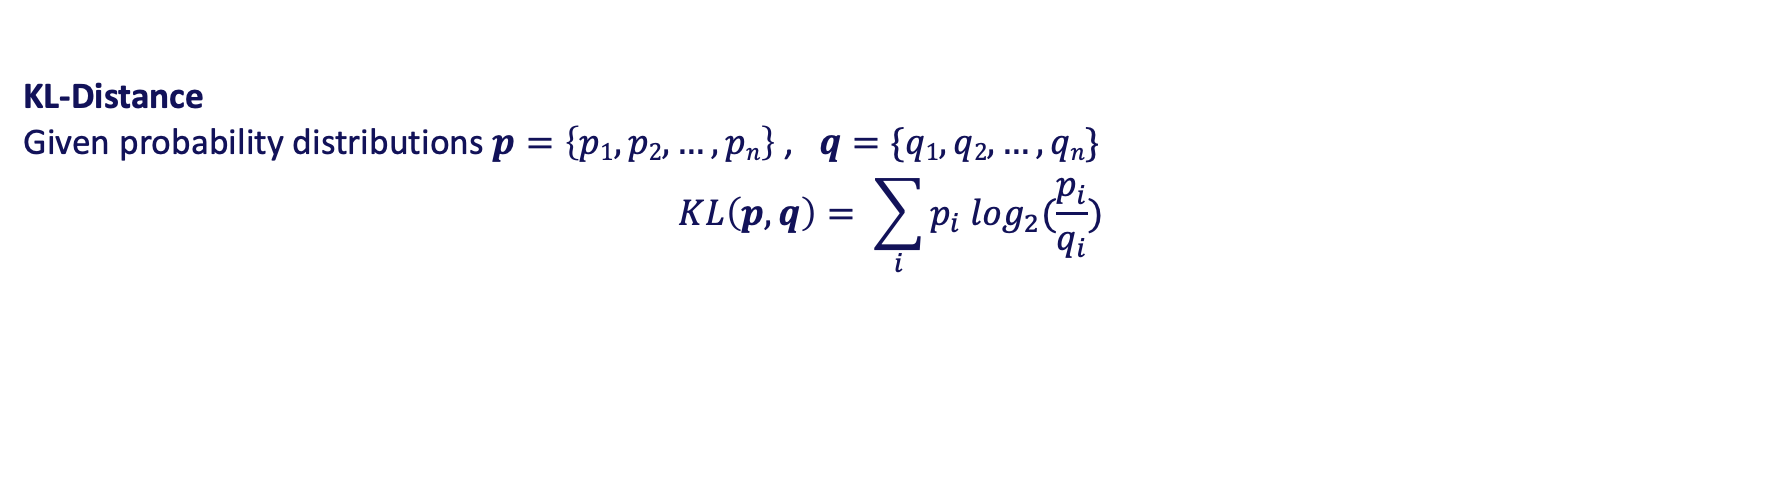 KL-Distance
Given probability distributions 𝒑 = {𝑝₁, 𝑝₂, … , 𝑝ₙ} , 𝒒 = {𝑞₁, 𝑞₂, … , 𝑞ₙ}
𝐾𝐿(𝒑, 𝒒) = ∑ᵢ 𝑝ᵢ 𝑙𝑜𝑔₂(𝑝ᵢ/𝑞ᵢ)